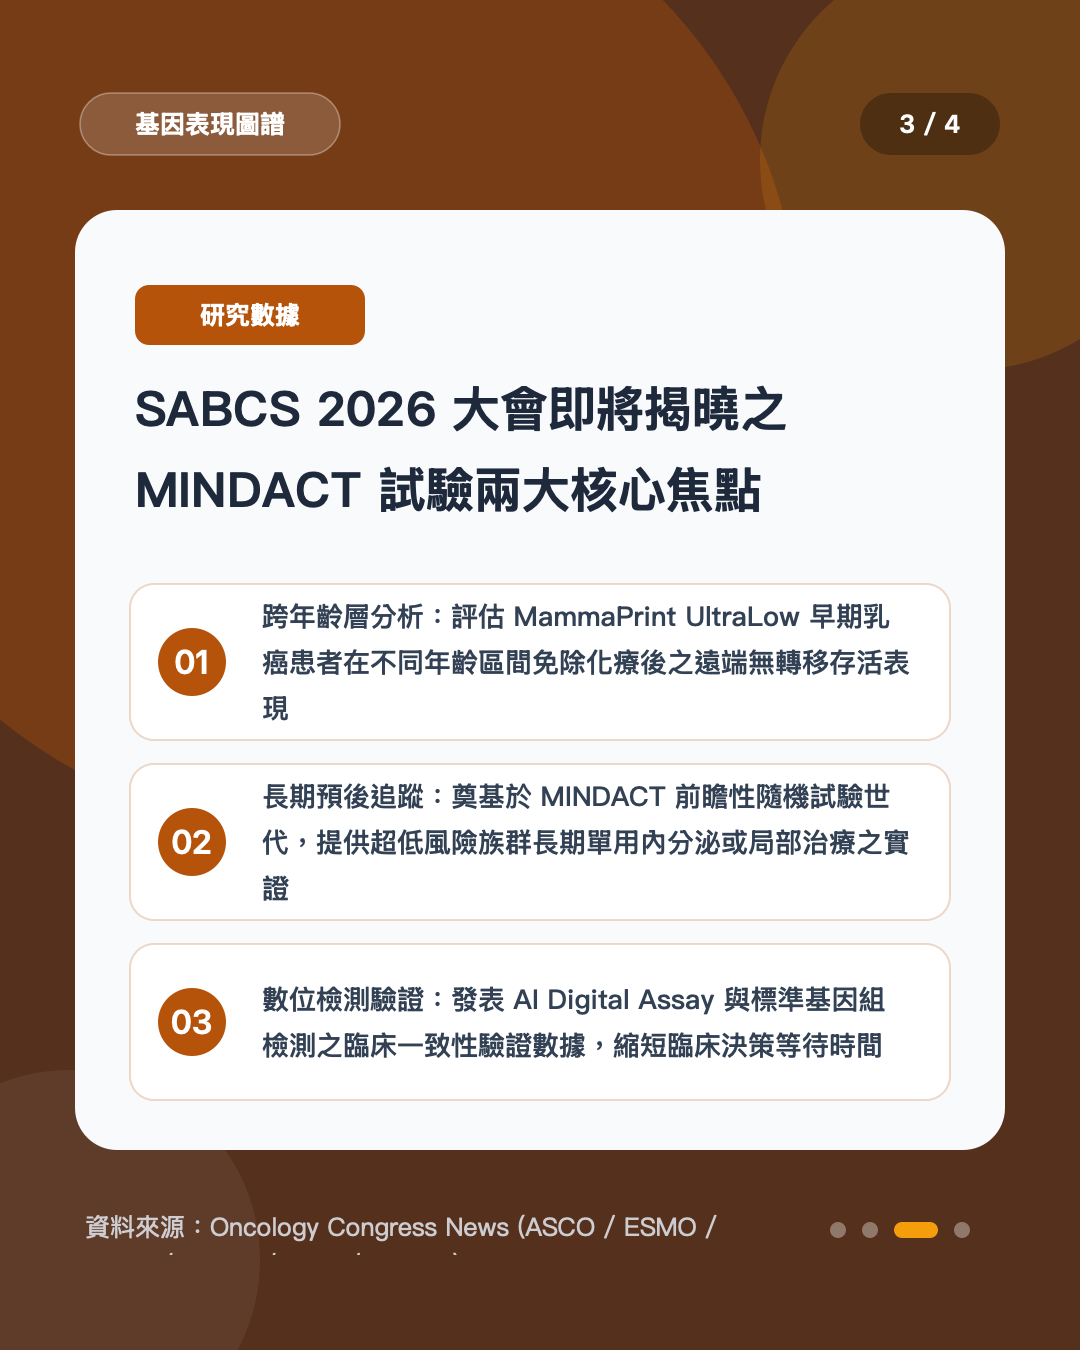 基因表現圖譜
3 / 4
研究數據
SABCS 2026 大會即將揭曉之
MINDACT 試驗兩大核心焦點
01
跨年齡層分析：評估 MammaPrint UltraLow 早期乳
癌患者在不同年齡區間免除化療後之遠端無轉移存活表
現
02
長期預後追蹤：奠基於 MINDACT 前瞻性隨機試驗世
代，提供超低風險族群長期單用內分泌或局部治療之實
證
03
數位檢測驗證：發表 AI Digital Assay 與標準基因組
檢測之臨床一致性驗證數據，縮短臨床決策等待時間
資料來源：Oncology Congress News (ASCO / ESMO /